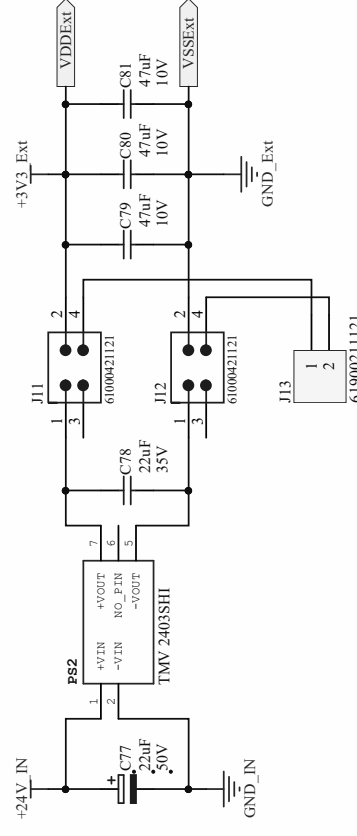 +24V_IN
C77
22uF
50V
GND_IN
PS2
1
2
+VIN
-VIN
+VOUT
NO_PIN
-VOUT
7
6
5
TMV 2403SHI
C78
22uF
35V
J11
1
3
2
4
61000421121
J12
1
3
2
4
61000421121
J13
1
2
61900211121
C79
47uF
10V
+3V3_Ext
C80
47uF
10V
GND_Ext
C81
47uF
10V
VDDExt
VSSExt